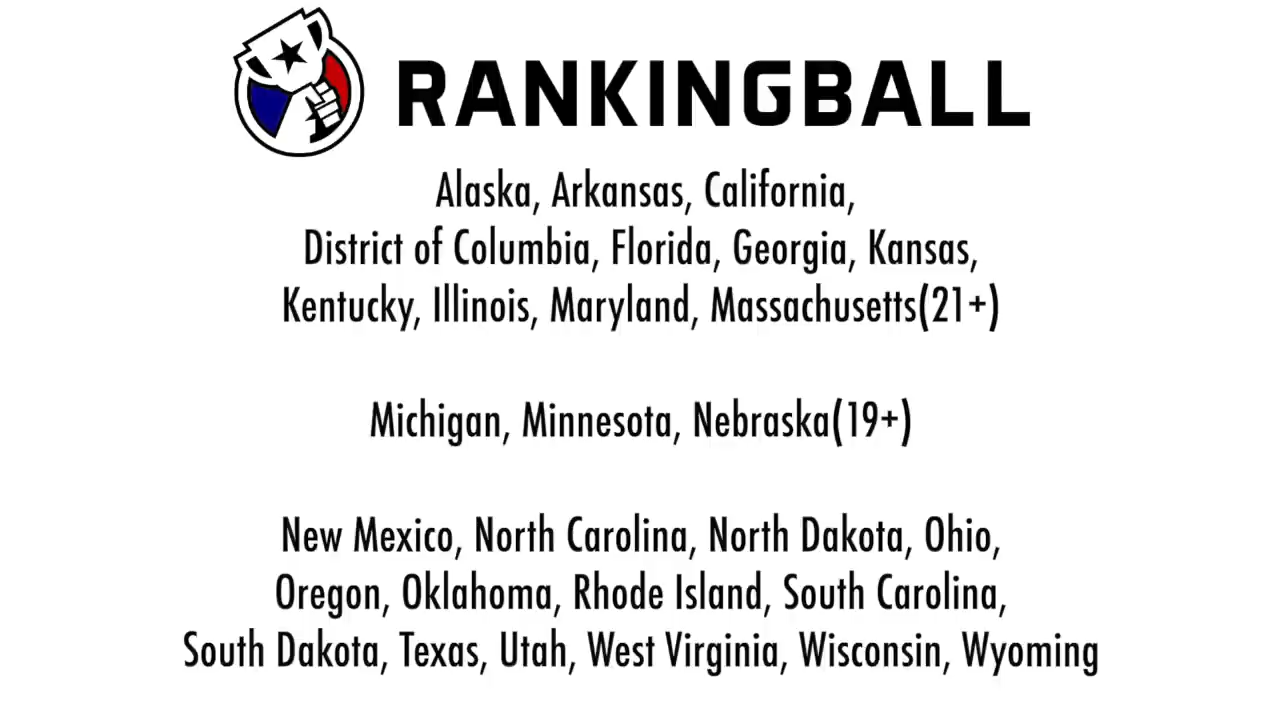 RANKINGBALL
Alaska, Arkansas, California,
District of Columbia, Florida, Georgia, Kansas,
Kentucky, Illinois, Maryland, Massachusetts(21+)
Michigan, Minnesota, Nebraska(19+)
New Mexico, North Carolina, North Dakota, Ohio,
Oregon, Oklahoma, Rhode Island, South Carolina,
South Dakota, Texas, Utah, West Virginia, Wisconsin, Wyoming